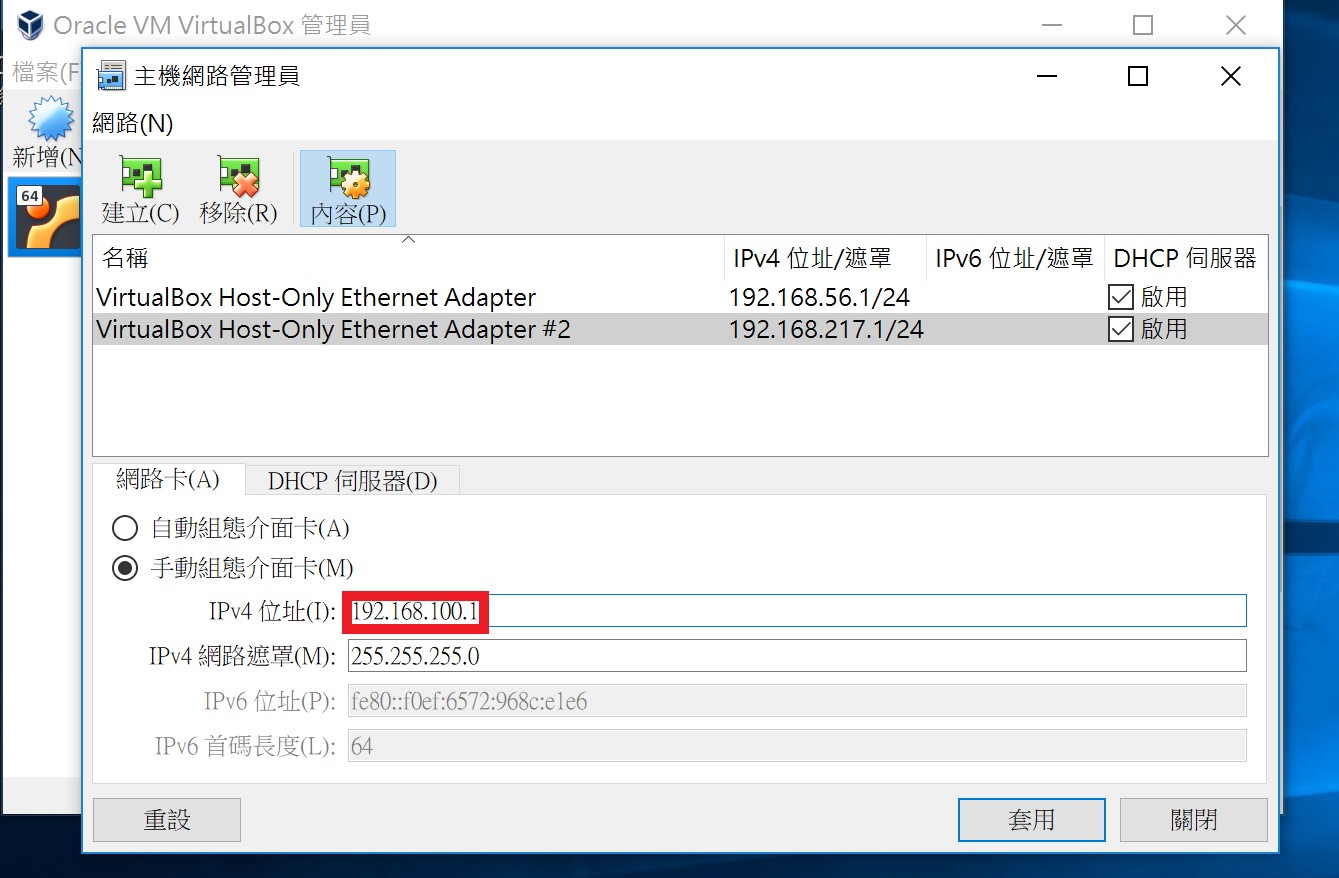 Oracle VM VirtualBox 管理員
檔案(F
主機網路管理員
網路(N)
新增(N
64
建立(C) 移除(R) 內容(P)
名稱 IPv4 位址/遮罩 IPv6 位址/遮罩 DHCP 伺服器
VirtualBox Host-Only Ethernet Adapter 192.168.56.1/24 啟用
VirtualBox Host-Only Ethernet Adapter #2 192.168.217.1/24 啟用
網路卡(A) DHCP 伺服器(D)
自動組態介面卡(A)
手動組態介面卡(M)
IPv4 位址(I): 192.168.100.1
IPv4 網路遮罩(M): 255.255.255.0
IPv6 位址(P): fe80::f0ef:6572:968c:e1e6
IPv6 首碼長度(L): 64
重設 套用 關閉